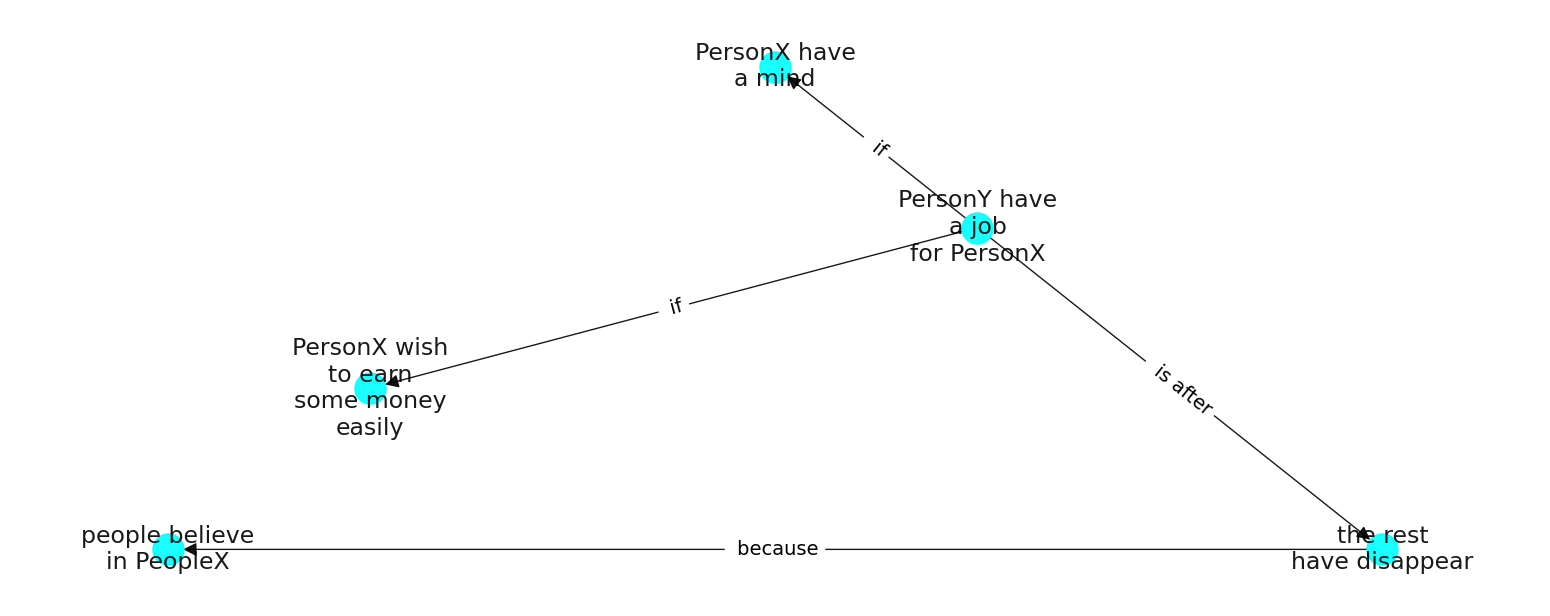 PersonX have
a mind
if
PersonY have
a job
for PersonX
if
PersonX wish
to earn
some money
easily
is after
people believe
in PeopleX
because
the rest
have disappear